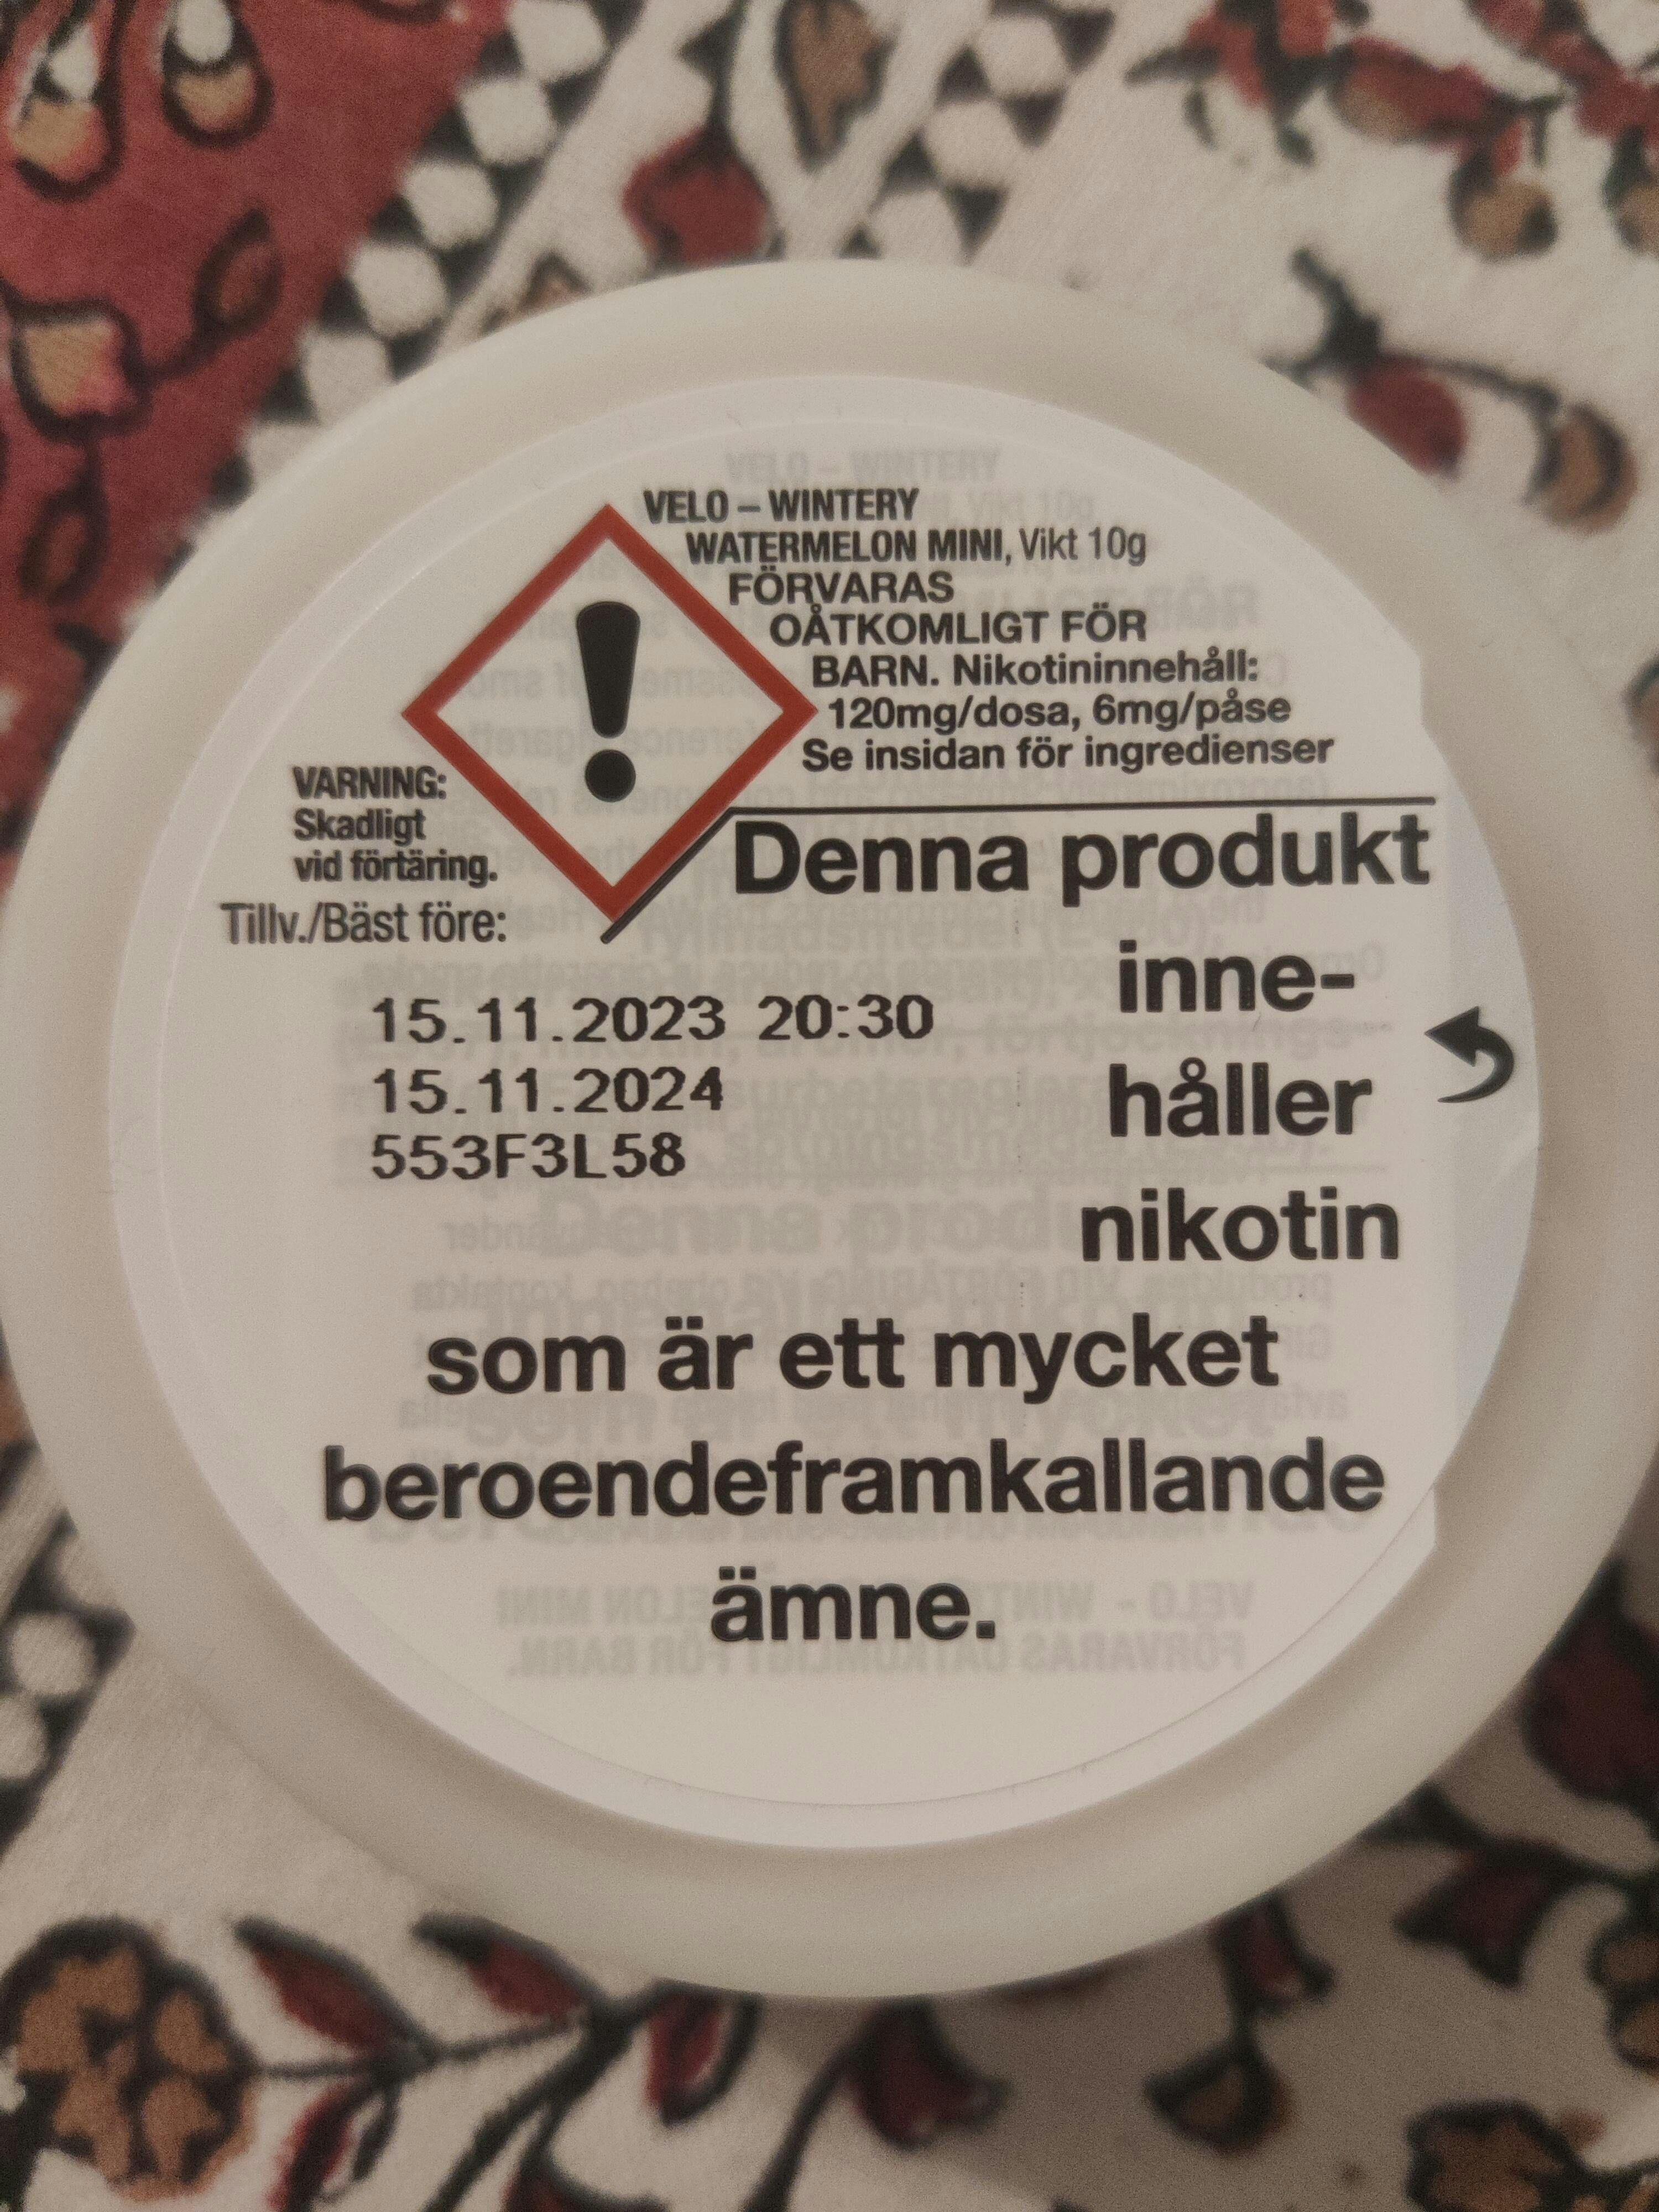 VELO – WINTERY
WATERMELON MINI, Vikt 10g
FÖRVARAS
OÅTKOMLIGT FÖR
BARN. Nikotininnehåll:
120mg/dosa, 6mg/påse
Se insidan för ingredienser
VARNING:
Skadligt
vid förtäring.
Tillv./Bäst före:
15.11.2023 20:30
15.11.2024
553F3L58
Denna produkt
inne-
håller
nikotin
som är ett mycket
beroendeframkallande
ämne.